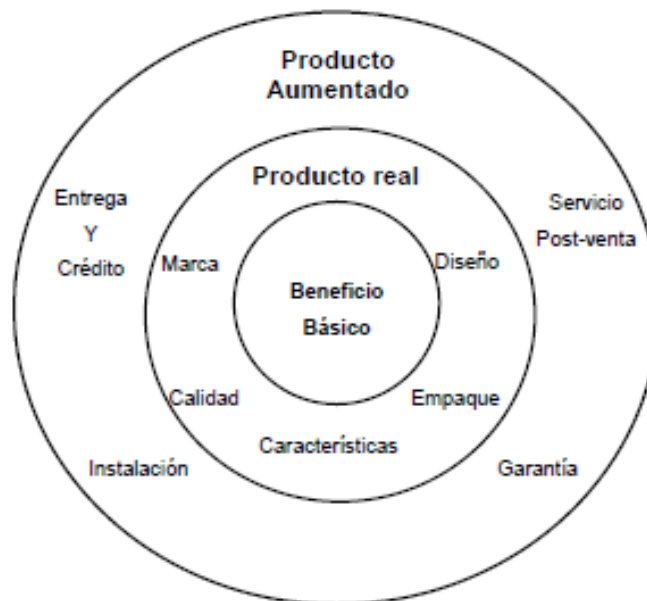 Producto
Aumentado
Producto real
Entrega
Y
Crédito
Servicio
Post-venta
Marca
Diseño
Beneficio
Básico
Calidad
Empaque
Características
Instalación
Garantía